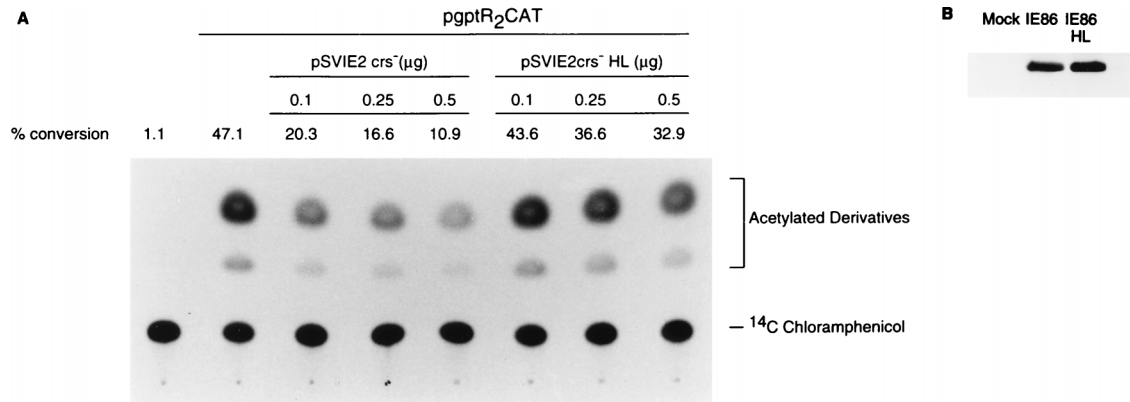 A
pgptR2CAT
pSVIE2 crs⁻(µg) pSVIE2crs⁻ HL (µg)
0.1 0.25 0.5 0.1 0.25 0.5
% conversion 1.1 47.1 20.3 16.6 10.9 43.6 36.6 32.9
Acetylated Derivatives
¹⁴C Chloramphenicol
B
Mock IE86 IE86
HL